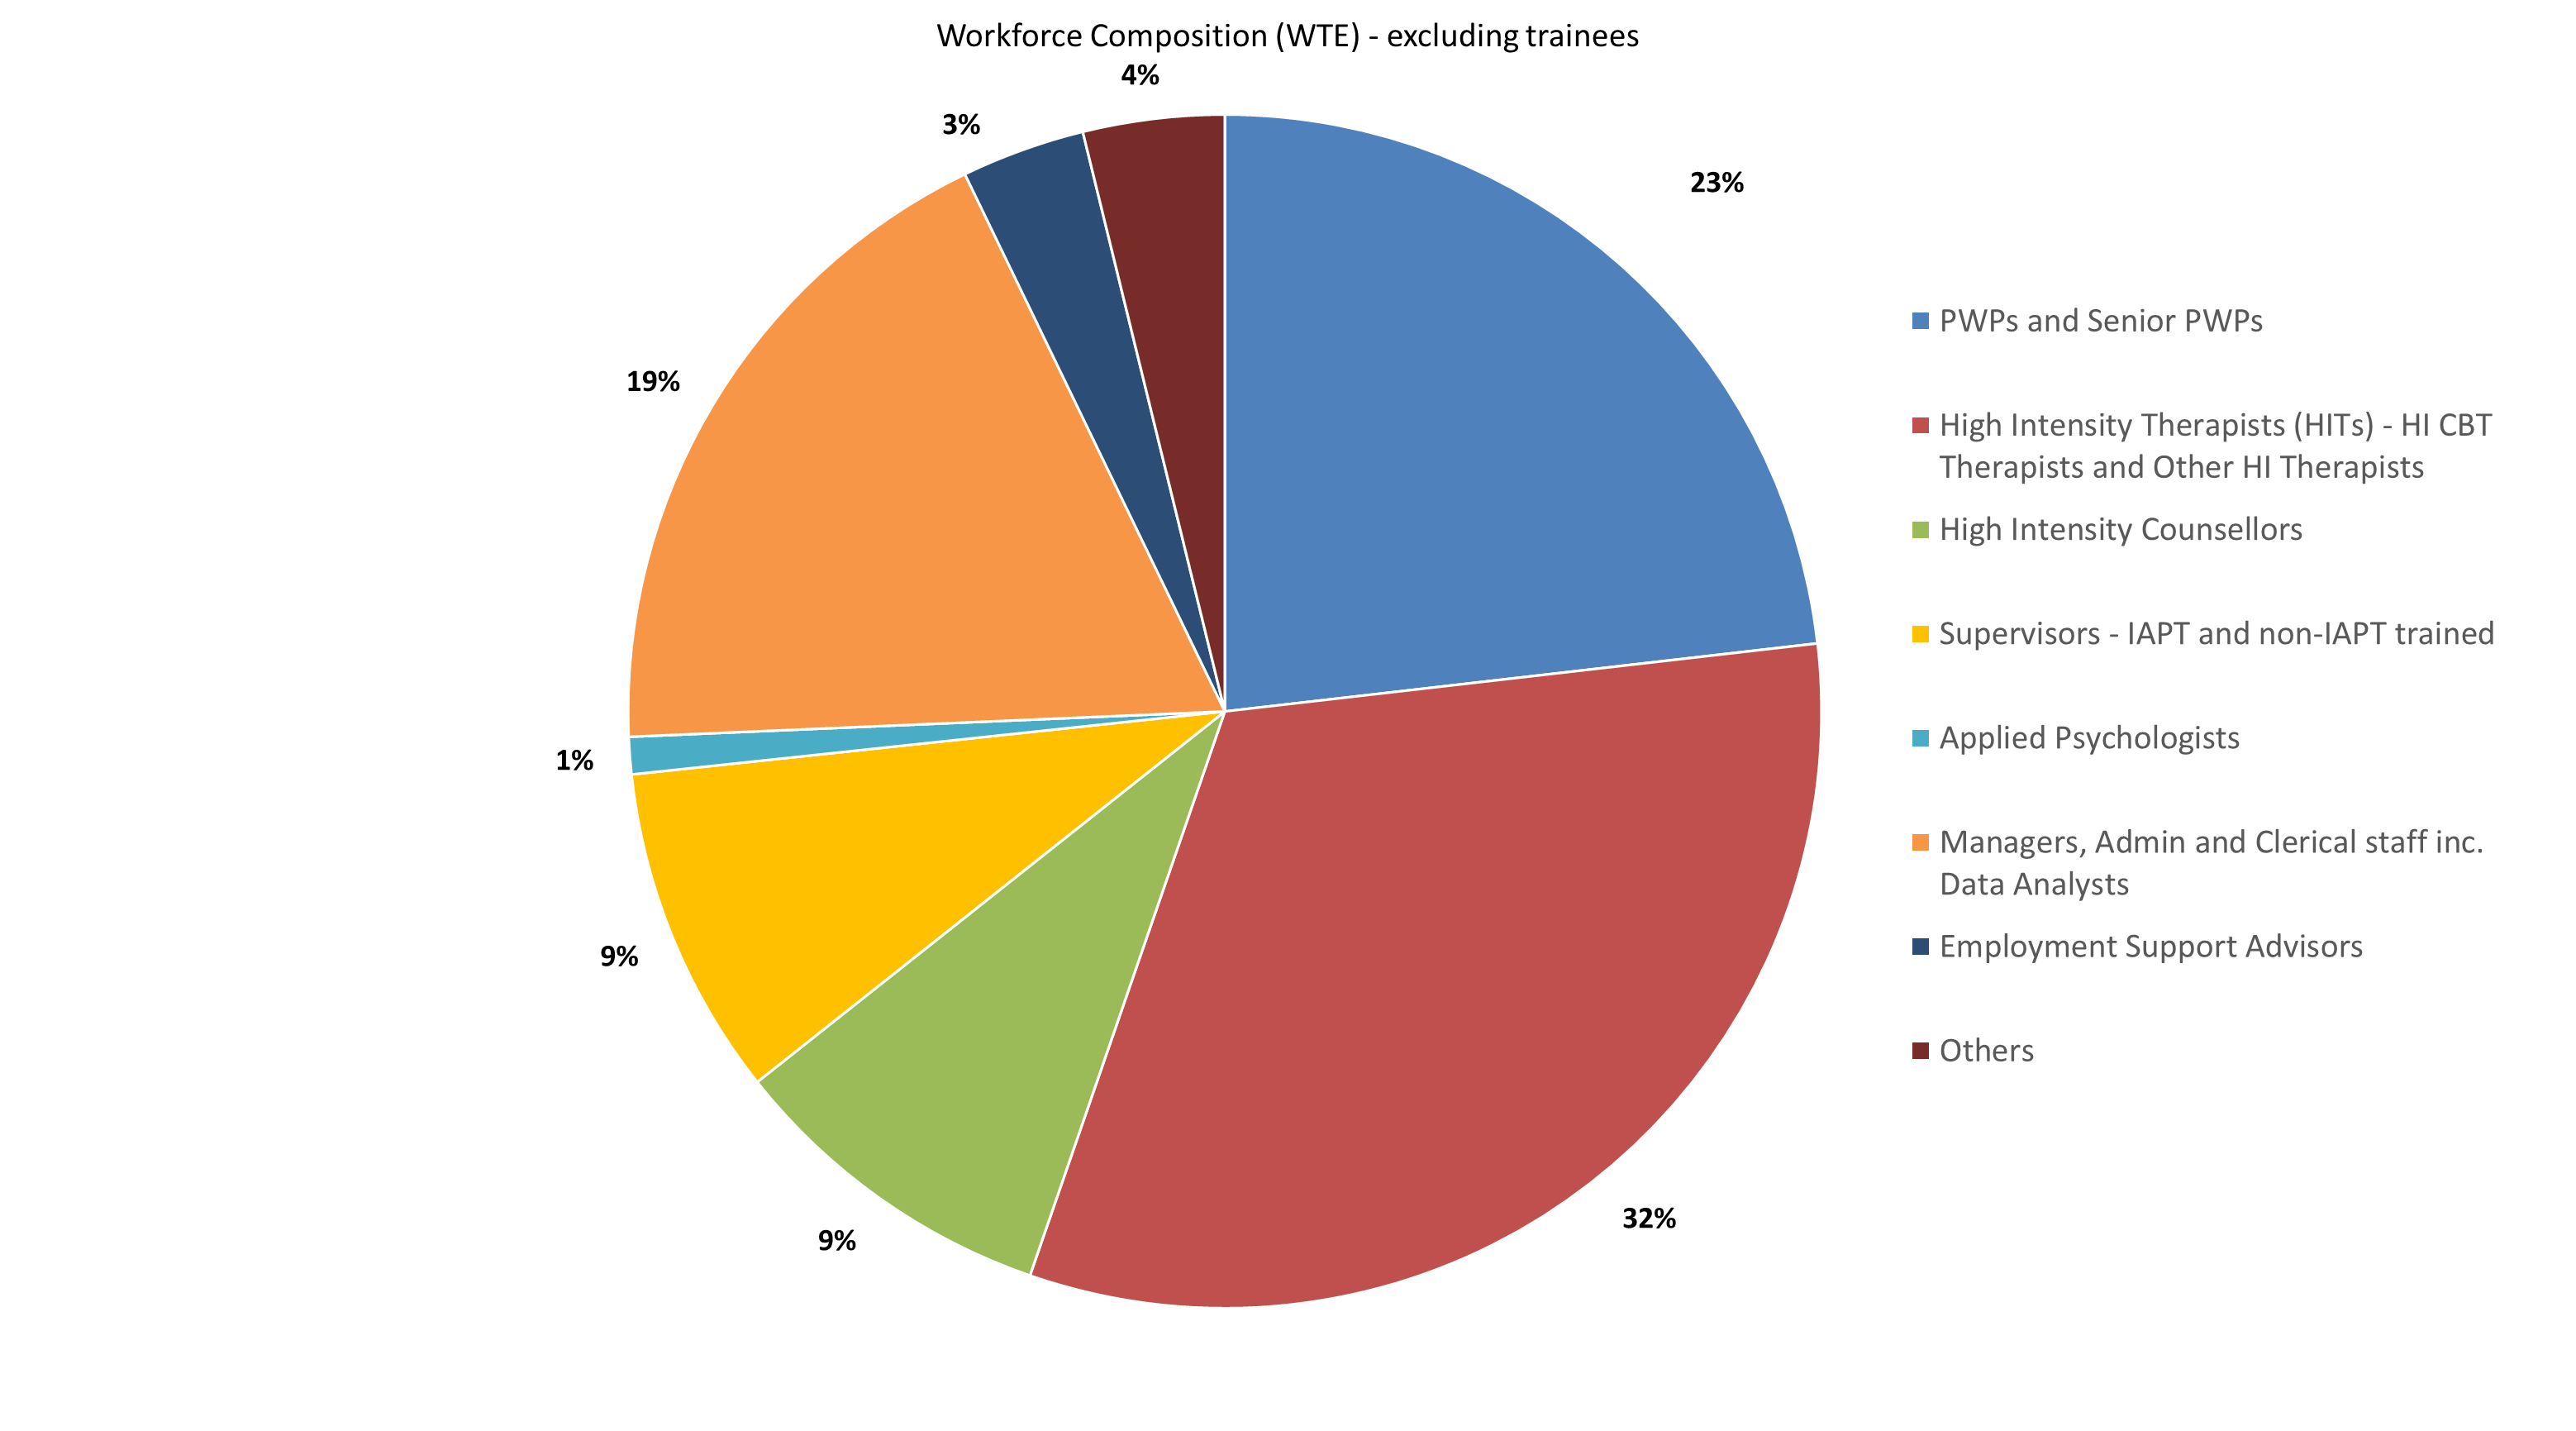 Workforce Composition (WTE) - excluding trainees
4%
3%
23%
19%
1%
9%
9%
32%
PWPs and Senior PWPs
High Intensity Therapists (HITs) - HI CBT
Therapists and Other HI Therapists
High Intensity Counsellors
Supervisors - IAPT and non-IAPT trained
Applied Psychologists
Managers, Admin and Clerical staff inc.
Data Analysts
Employment Support Advisors
Others